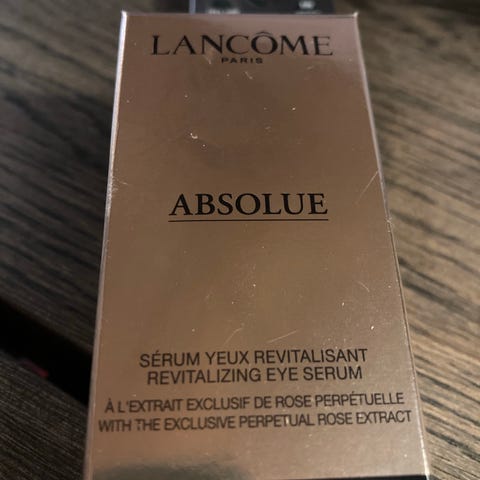 LANCÔME
PARIS
ABSOLUE
SÉRUM YEUX REVITALISANT
REVITALIZING EYE SERUM
À L'EXTRAIT EXCLUSIF DE ROSE PERPÉTUELLE
WITH THE EXCLUSIVE PERPETUAL ROSE EXTRACT